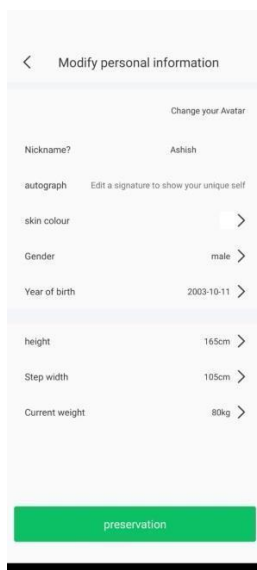 Modify personal information
Change your Avatar
Nickname? Ashish
autograph Edit a signature to show your unique self
skin colour
Gender male
Year of birth 2003-10-11
height 165cm
Step width 105cm
Current weight 80kg
preservation